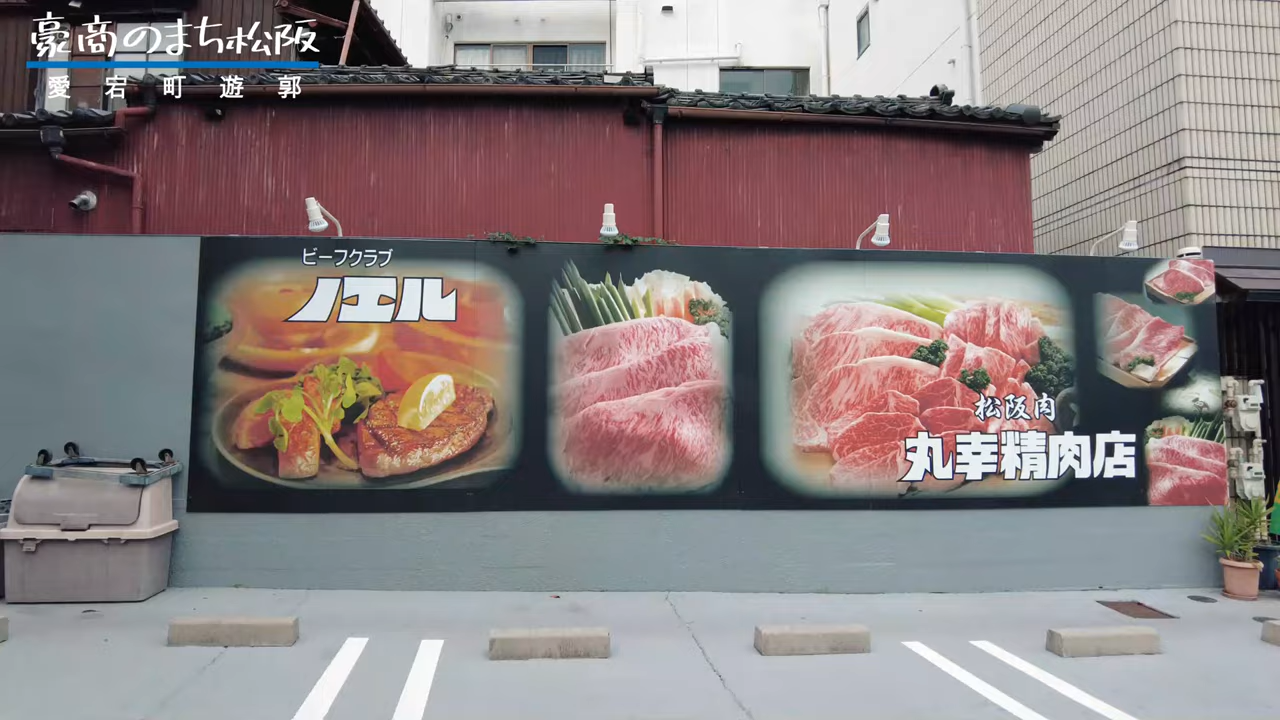 豪商のまち松阪
愛宕町遊郭
ビーフクラブ
ノエル
松阪肉
丸幸精肉店